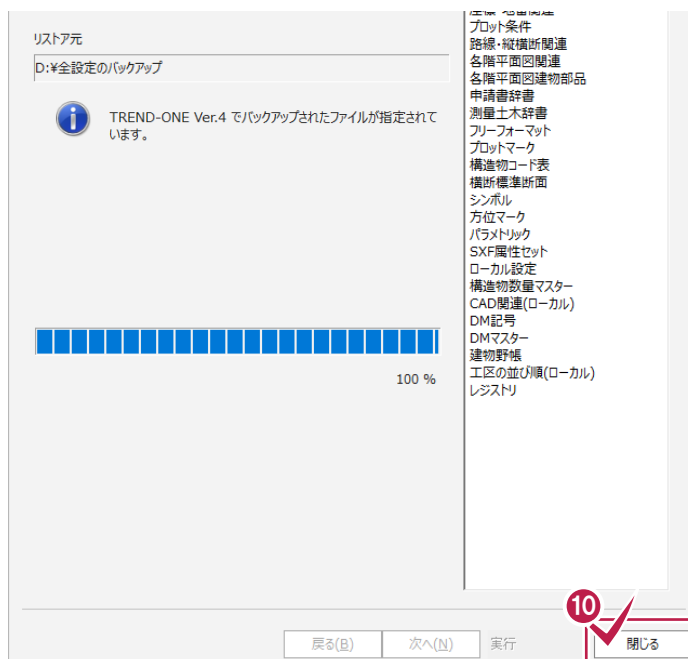 リストア元
D:¥全設定のバックアップ
TREND-ONE Ver.4 でバックアップされたファイルが指定されて
います。
100 %
プロット条件
路線・縦横断関連
各階平面図関連
各階平面図建物部品
申請書辞書
測量土木辞書
フリーフォーマット
プロットマーク
構造物コード表
横断標準断面
シンボル
方位マーク
パラメトリック
SXF属性セット
ローカル設定
構造物数量マスター
CAD関連(ローカル)
DM記号
DMマスター
建物野帳
工区の並び順(ローカル)
レジストリ
10
戻る(B)
次へ(N)
実行
閉じる